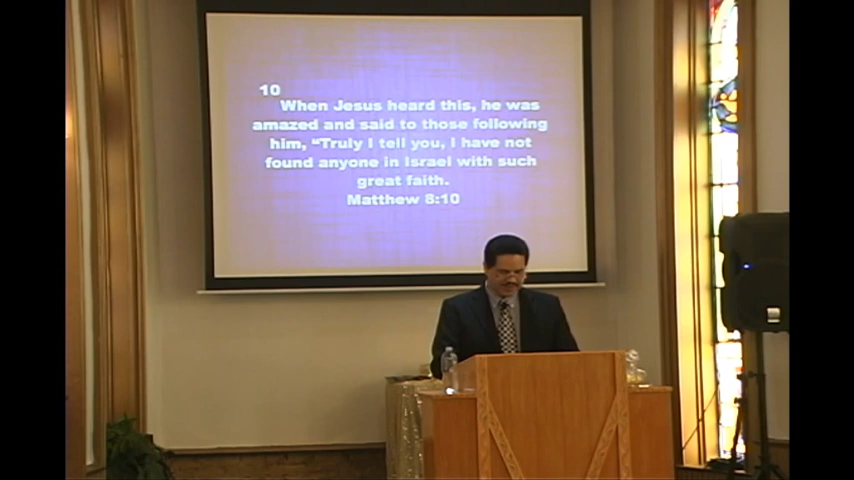 10
When Jesus heard this, he was
amazed and said to those following
him, “Truly I tell you, I have not
found anyone in Israel with such
great faith.
Matthew 8:10